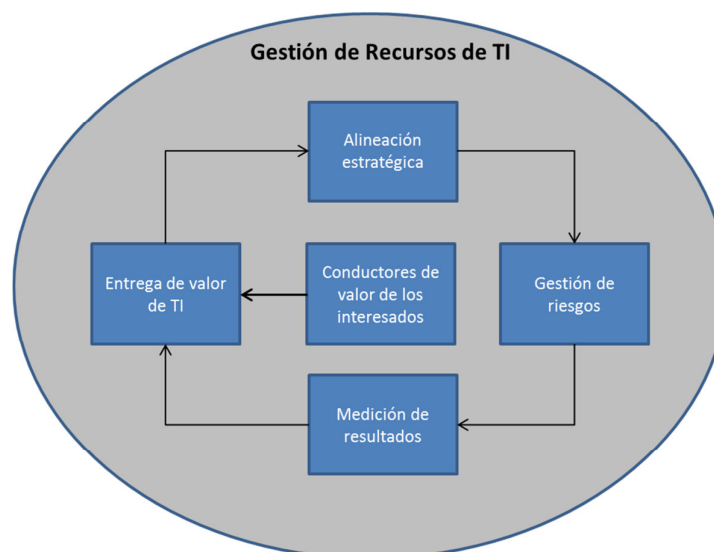 Gestión de Recursos de TI
Alineación
estratégica
Entrega de valor
de TI
Conductores de
valor de los
interesados
Gestión de
riesgos
Medición de
resultados